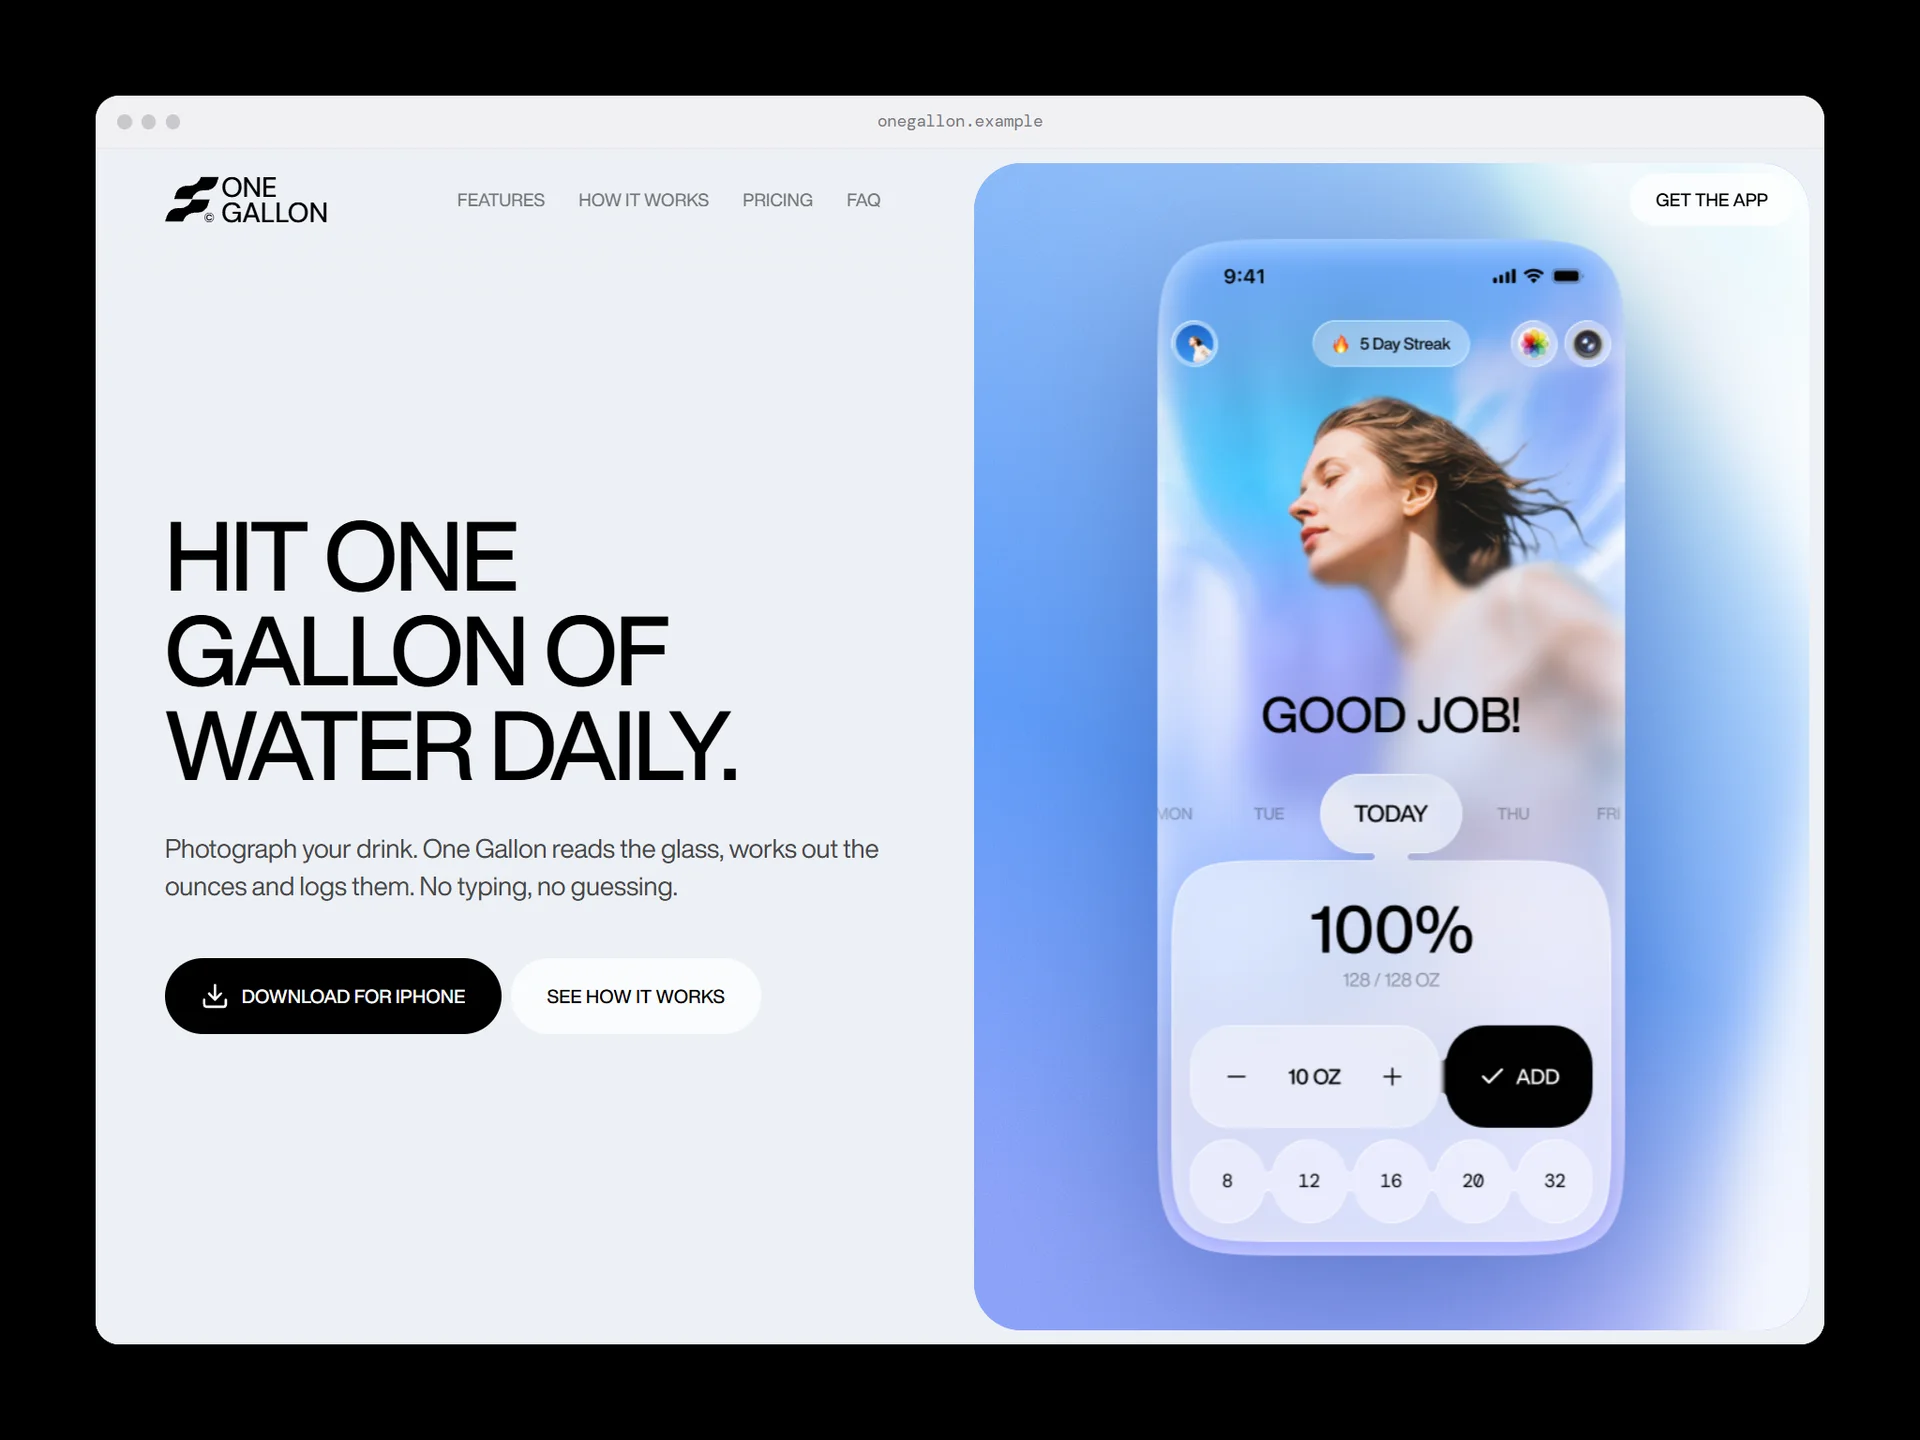 onegallon.example
ONE
GALLON
©
FEATURES
HOW IT WORKS
PRICING
FAQ
GET THE APP
HIT ONE
GALLON OF
WATER DAILY.
Photograph your drink. One Gallon reads the glass, works out the
ounces and logs them. No typing, no guessing.
DOWNLOAD FOR IPHONE
SEE HOW IT WORKS
9:41
5 Day Streak
GOOD JOB!
MON
TUE
TODAY
THU
FRI
100%
128 / 128 OZ
10 OZ
ADD
8
12
16
20
32